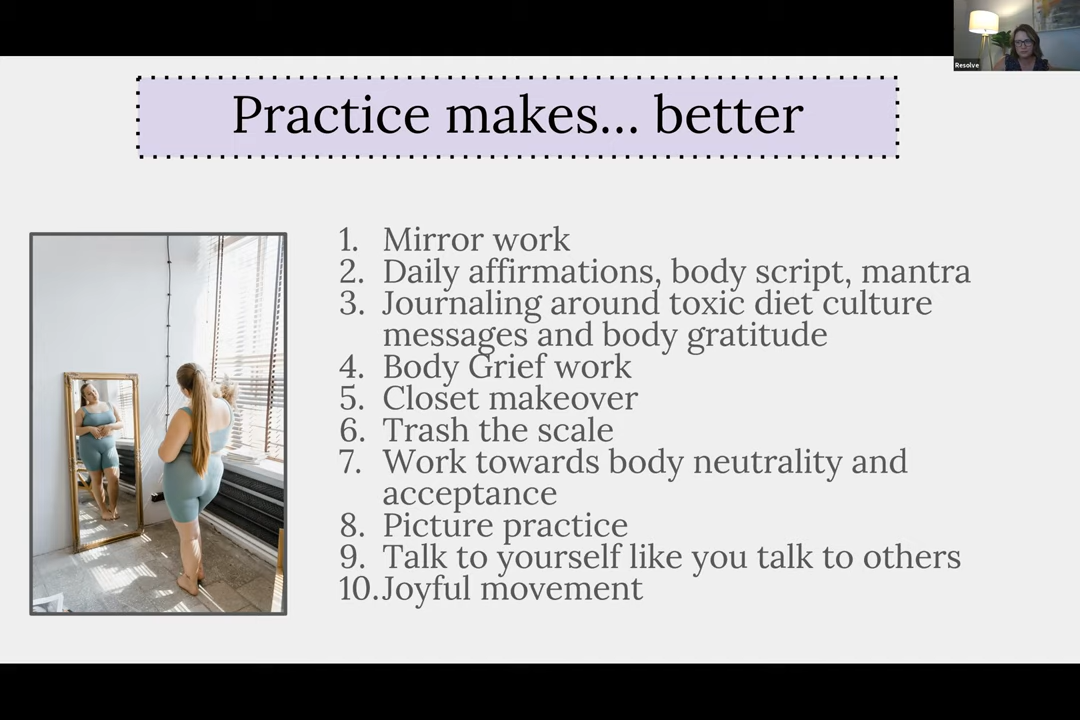 Resolve
Practice makes... better
1. Mirror work
2. Daily affirmations, body script, mantra
3. Journaling around toxic diet culture
messages and body gratitude
4. Body Grief work
5. Closet makeover
6. Trash the scale
7. Work towards body neutrality and
acceptance
8. Picture practice
9. Talk to yourself like you talk to others
10.Joyful movement